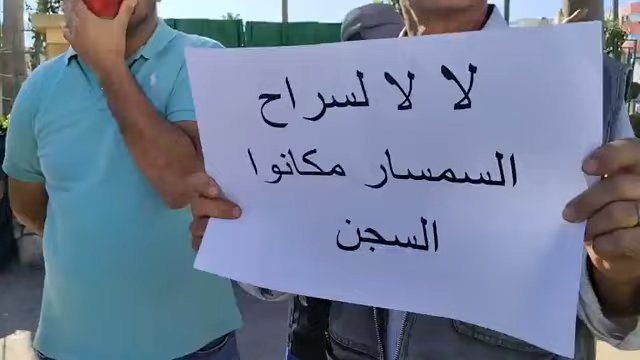 لا لا لسراح
السمسار مكانوا
السجن